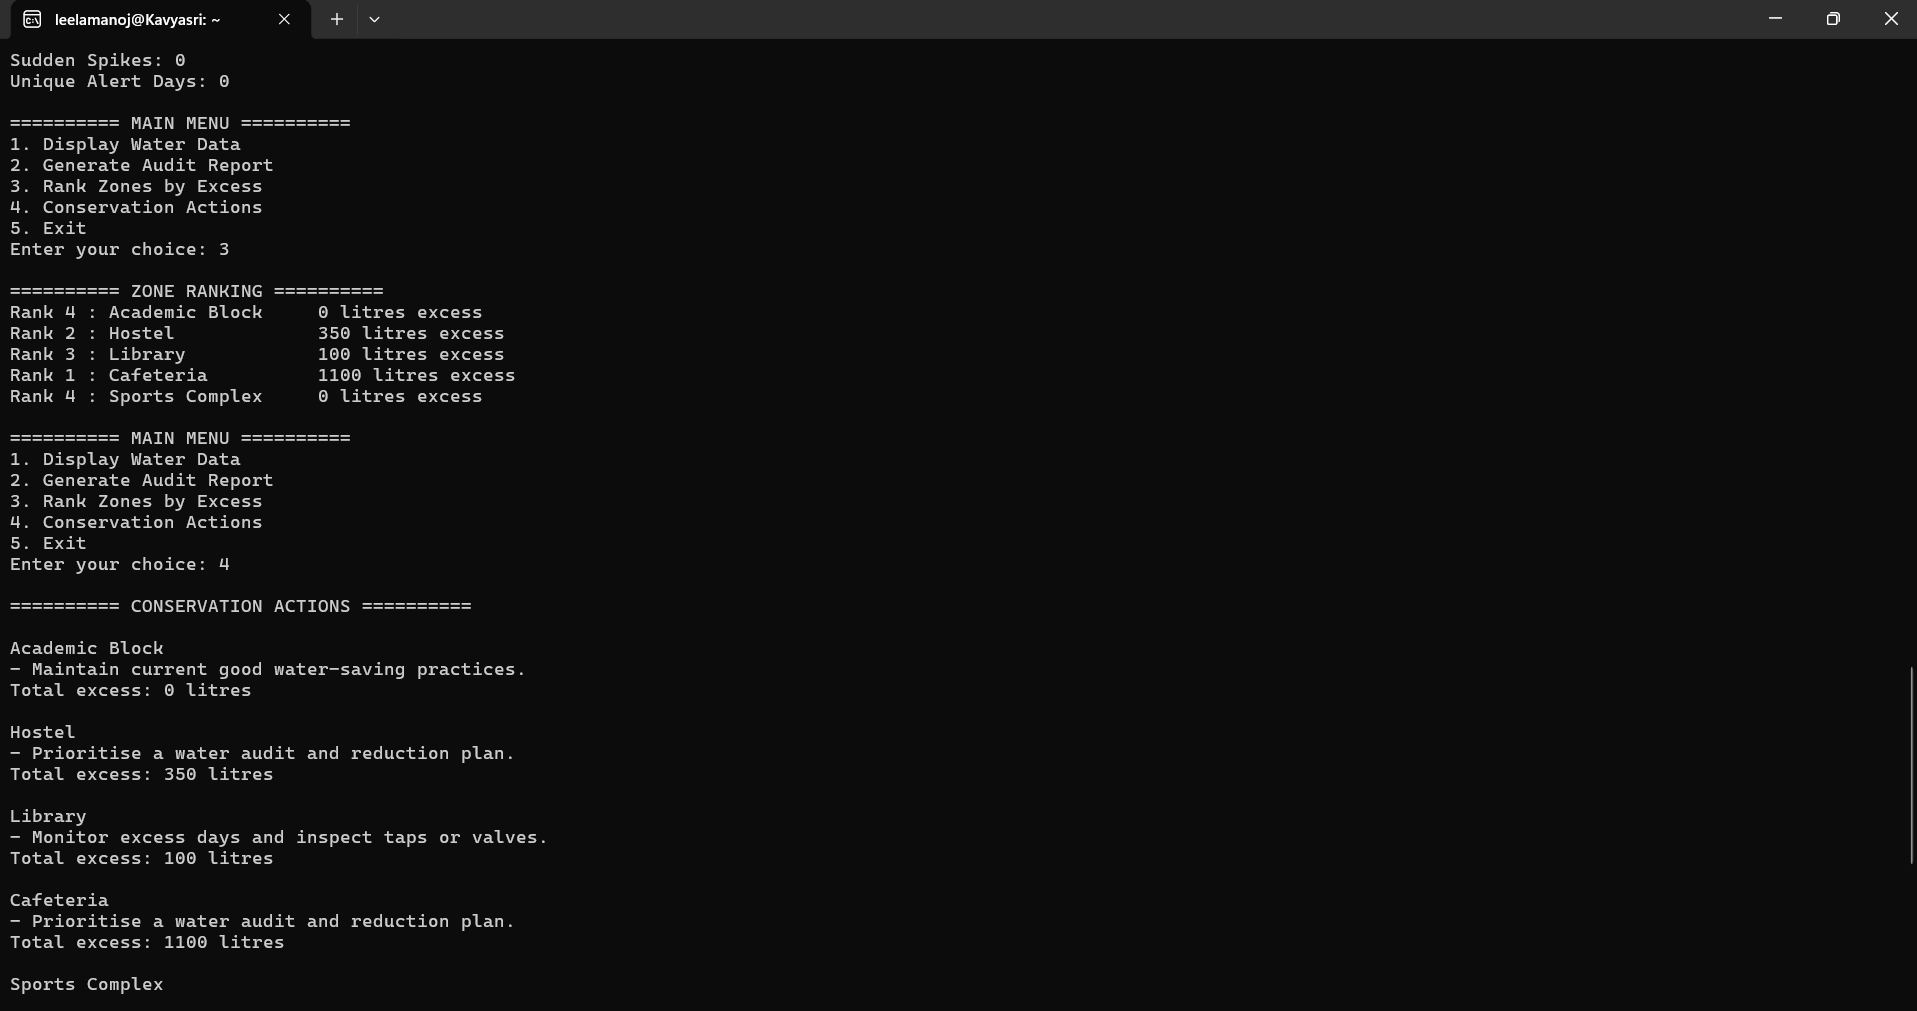 leelamanoj@Kavyasri: ~
Sudden Spikes: 0
Unique Alert Days: 0

========== MAIN MENU ==========
1. Display Water Data
2. Generate Audit Report
3. Rank Zones by Excess
4. Conservation Actions
5. Exit
Enter your choice: 3

========== ZONE RANKING ==========
Rank 4 : Academic Block     0 litres excess
Rank 2 : Hostel             350 litres excess
Rank 3 : Library            100 litres excess
Rank 1 : Cafeteria          1100 litres excess
Rank 4 : Sports Complex     0 litres excess

========== MAIN MENU ==========
1. Display Water Data
2. Generate Audit Report
3. Rank Zones by Excess
4. Conservation Actions
5. Exit
Enter your choice: 4

========== CONSERVATION ACTIONS ==========

Academic Block
- Maintain current good water-saving practices.
Total excess: 0 litres

Hostel
- Prioritise a water audit and reduction plan.
Total excess: 350 litres

Library
- Monitor excess days and inspect taps or valves.
Total excess: 100 litres

Cafeteria
- Prioritise a water audit and reduction plan.
Total excess: 1100 litres

Sports Complex